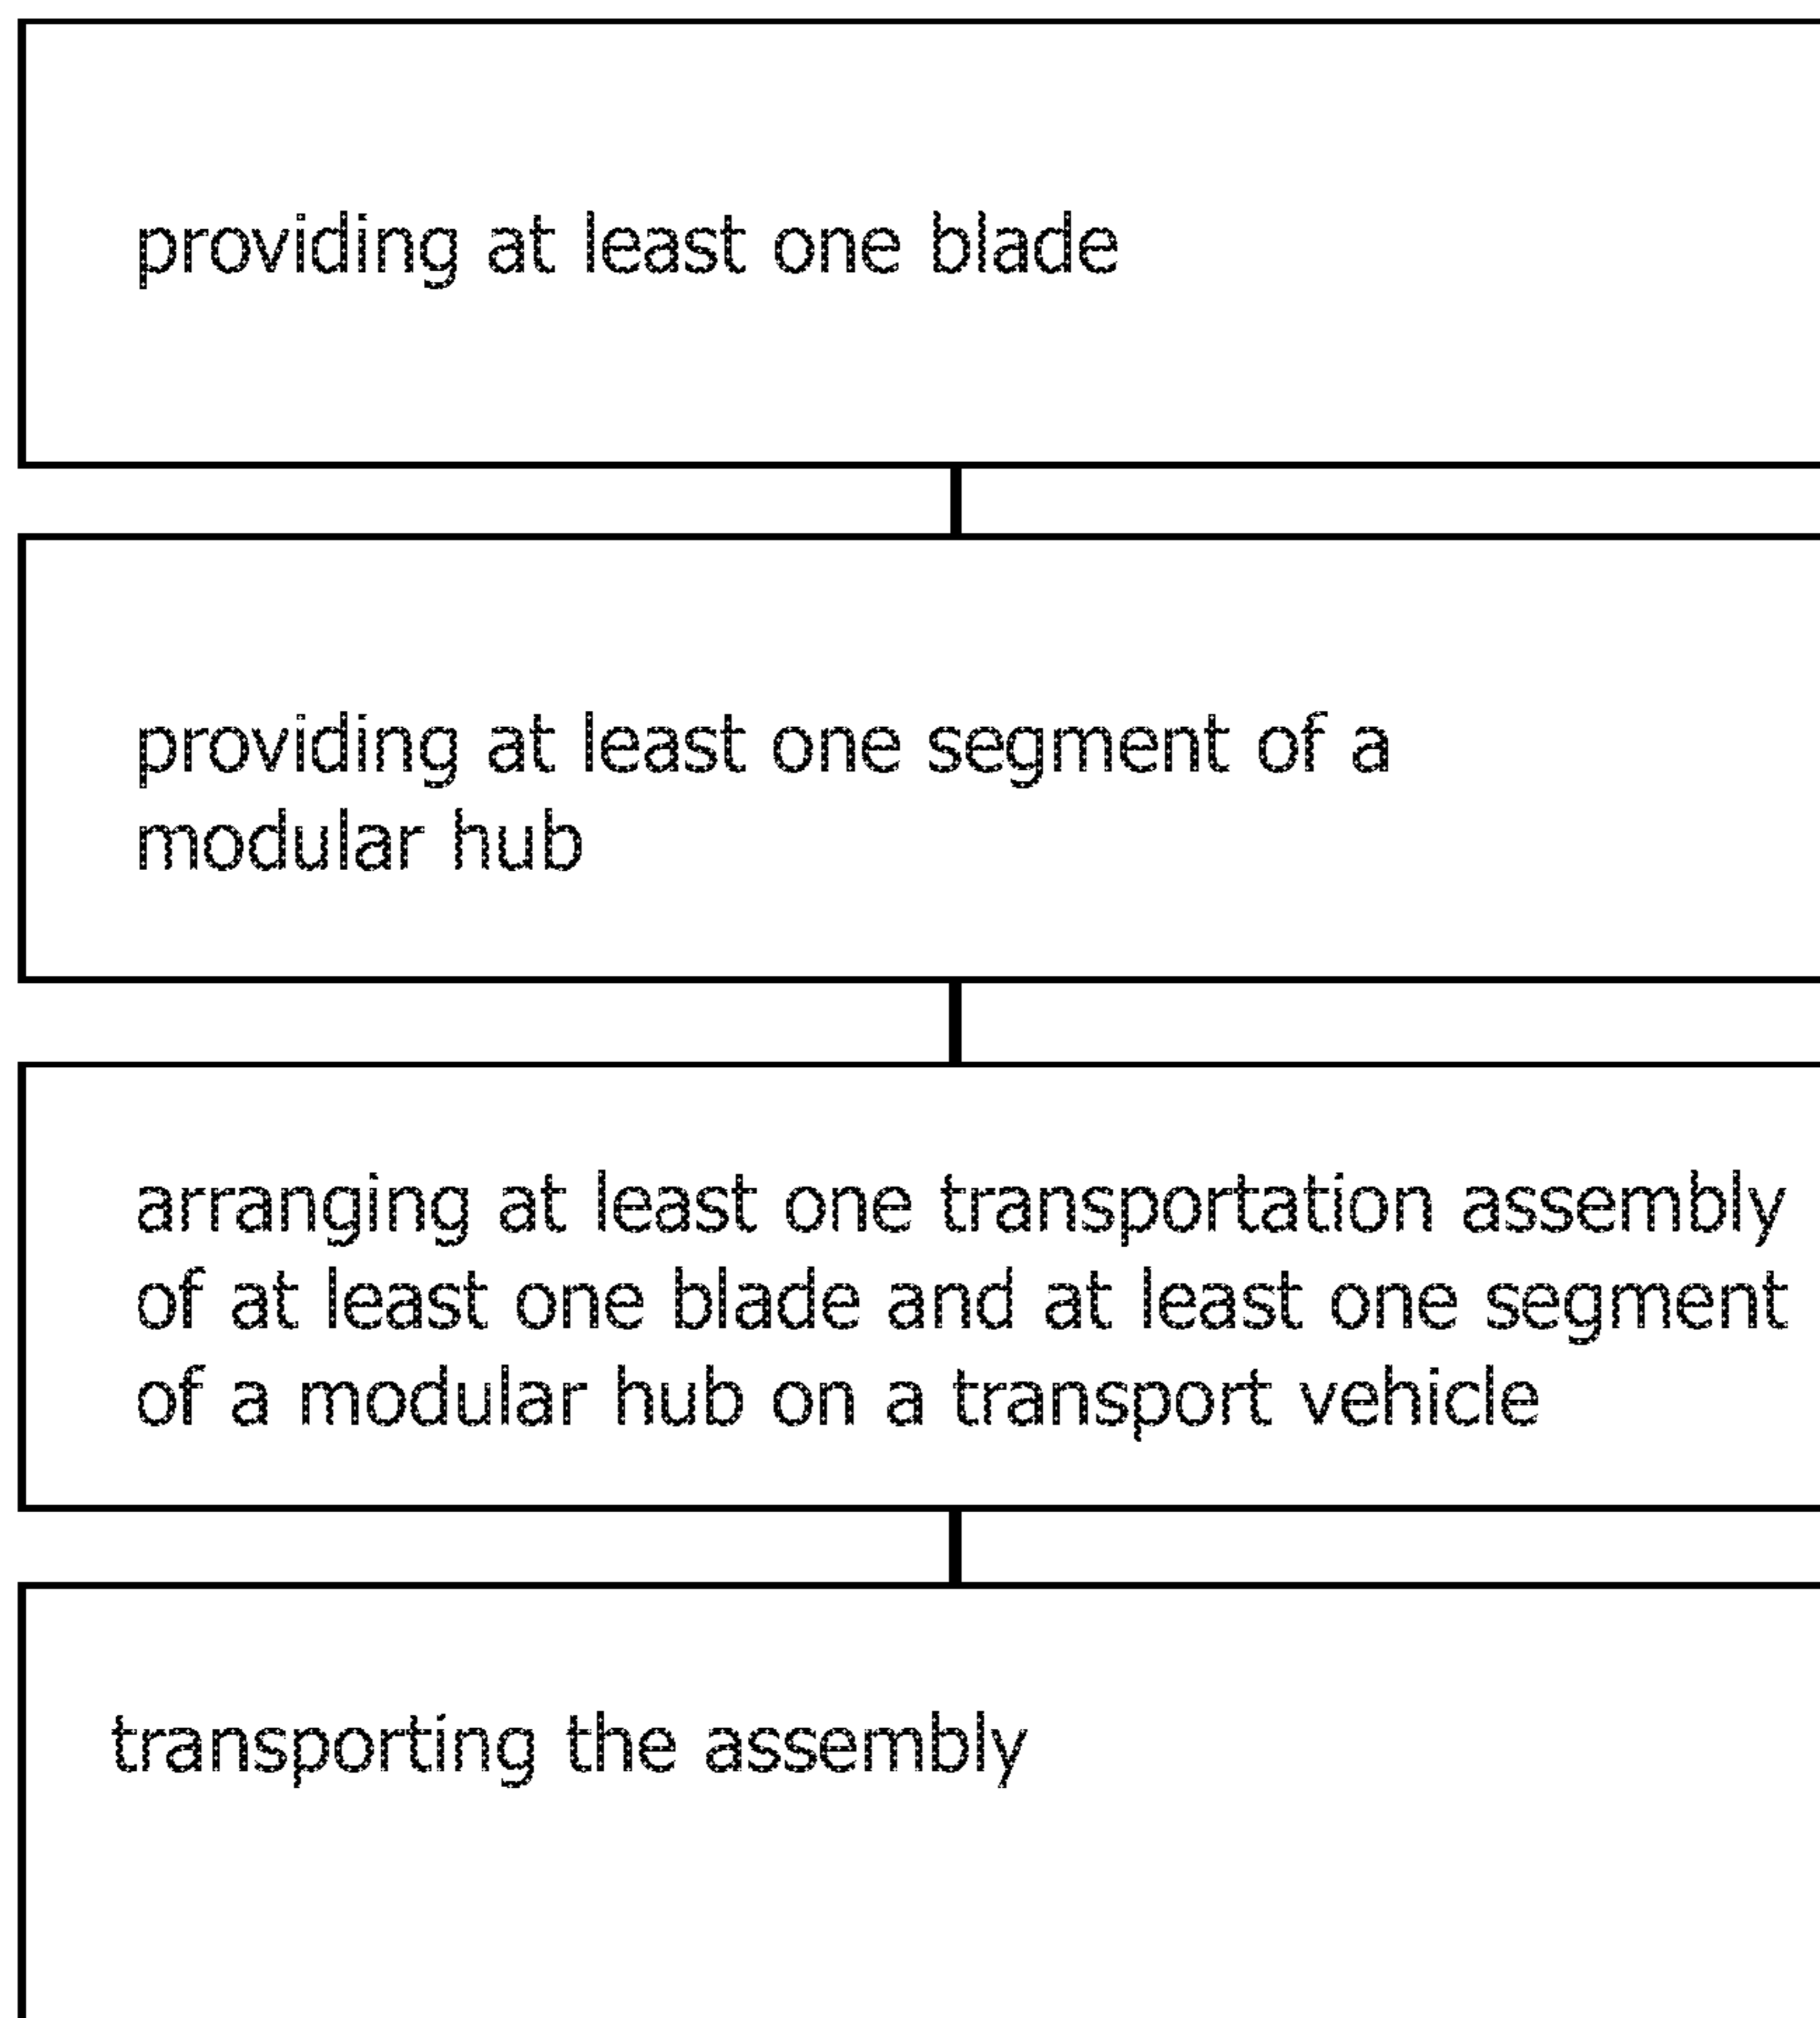 providing at least one blade
providing at least one segment of a
modular hub
arranging at least one transportation assembly
of at least one blade and at least one segment
of a modular hub on a transport vehicle
transporting the assembly